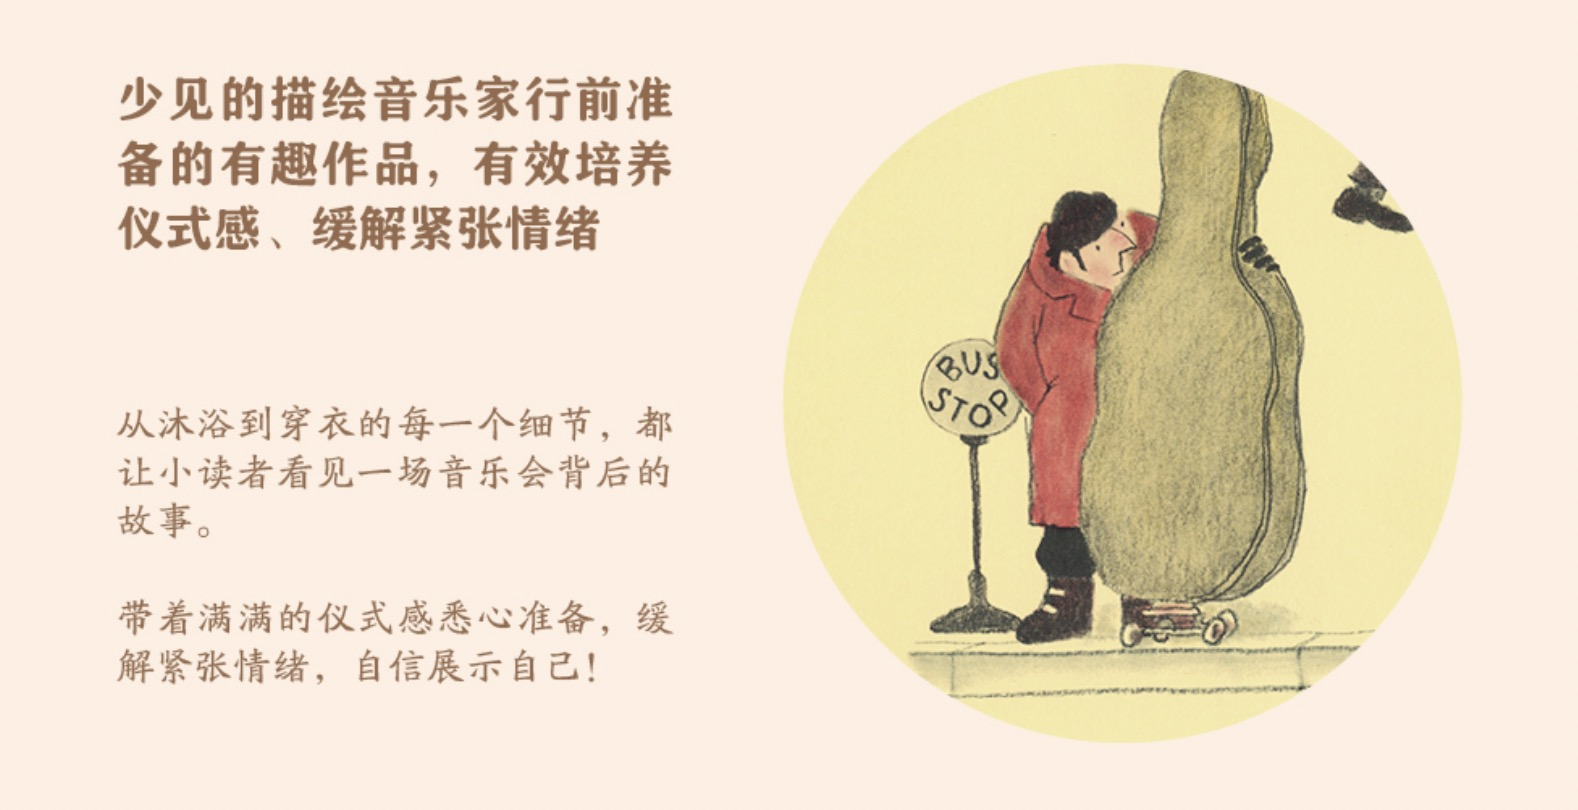 少见的描绘音乐家行前准
备的有趣作品，有效培养
仪式感、缓解紧张情绪
从沐浴到穿衣的每一个细节，都
让小读者看见一场音乐会背后的
故事。
带着满满的仪式感悉心准备，缓
解紧张情绪，自信展示自己！
BUS
STOP